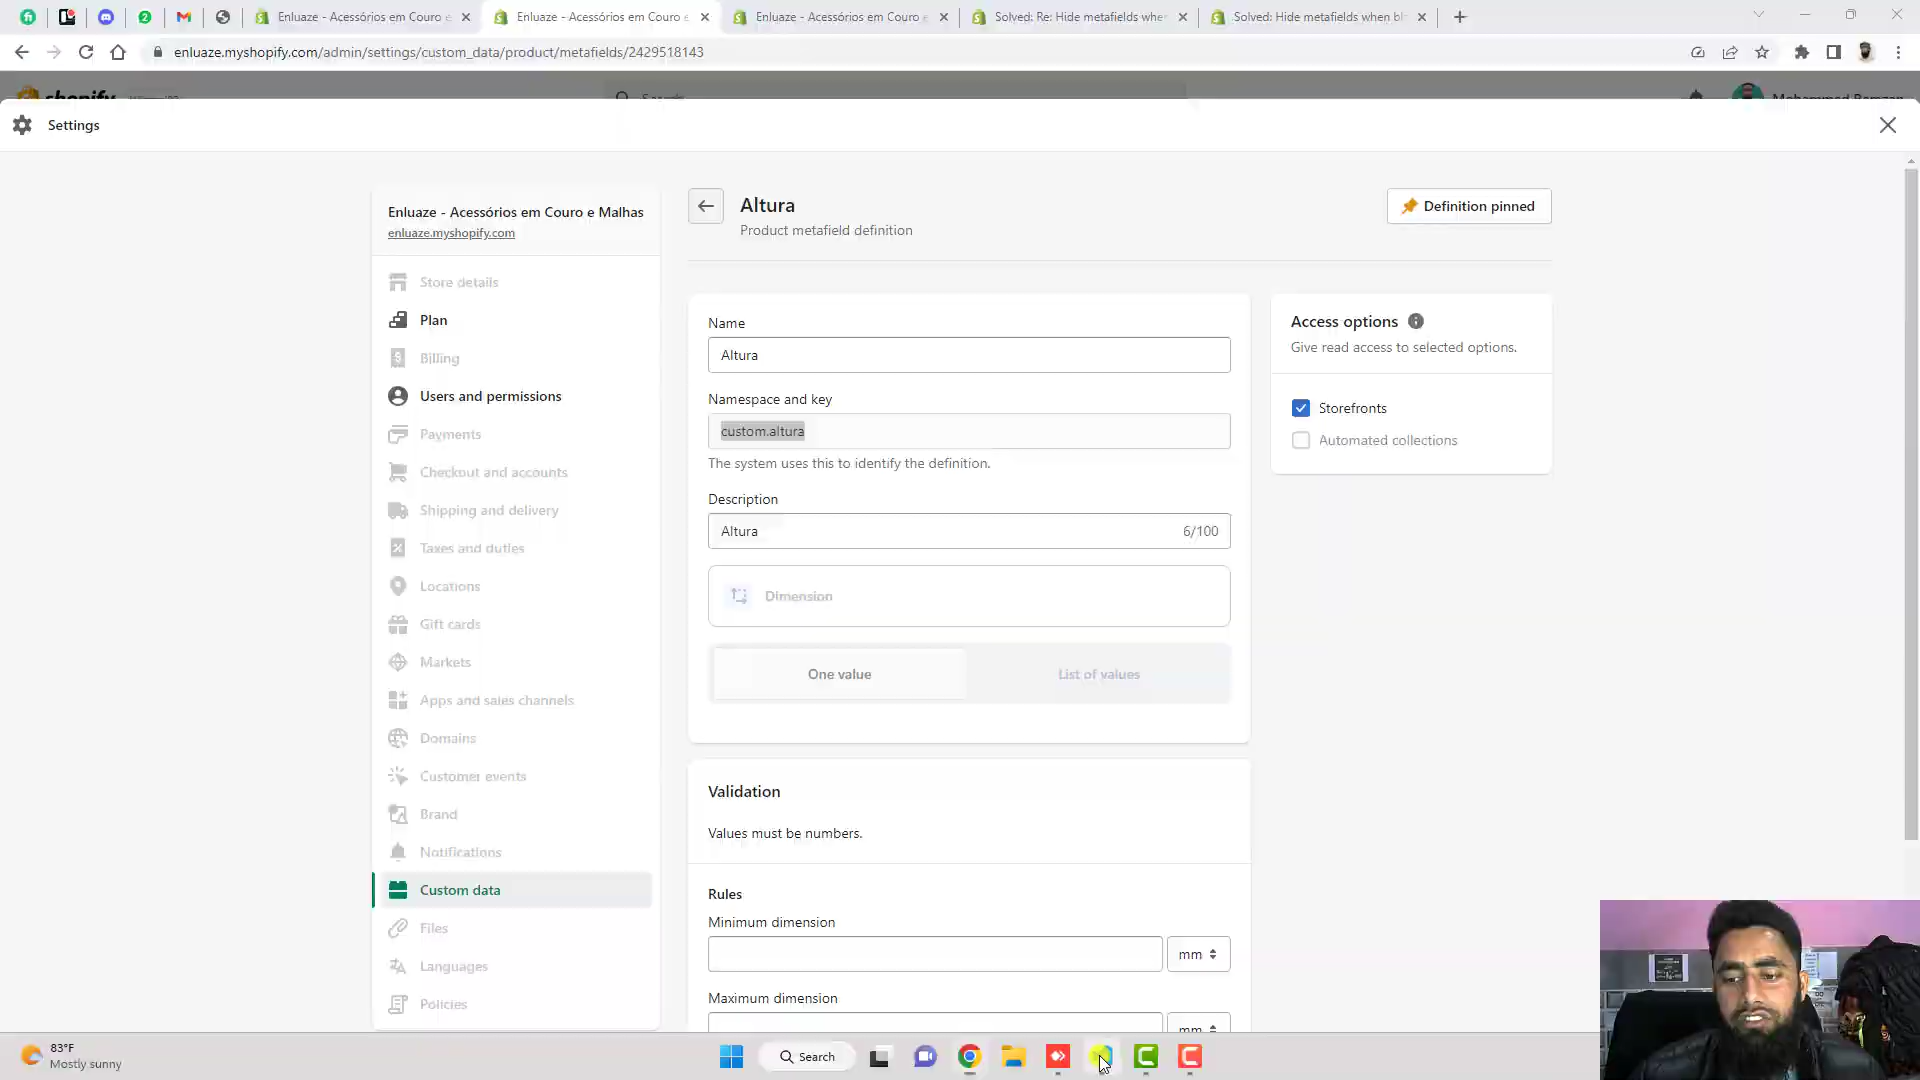 Enluaze - Acessórios em Couro e
Enluaze - Acessórios em Couro e
Enluaze - Acessórios em Couro e
Solved: Re: Hide metafields whe
Solved: Hide metafields when bl
enluaze.myshopify.com/admin/settings/custom_data/product/metafields/2429518143
shopify
Search
Settings
Enluaze - Acessórios em Couro e Malhas
enluaze.myshopify.com
Store details
Plan
Billing
Users and permissions
Payments
Checkout and accounts
Shipping and delivery
Taxes and duties
Locations
Gift cards
Markets
Apps and sales channels
Domains
Customer events
Brand
Notifications
Custom data
Files
Languages
Policies
Altura
Product metafield definition
Definition pinned
Name
Altura
Namespace and key
custom.altura
The system uses this to identify the definition.
Description
Altura 6/100
Dimension
One value List of values
Validation
Values must be numbers.
Rules
Minimum dimension
mm
Maximum dimension
mm
Access options
Give read access to selected options.
Storefronts
Automated collections
83°F
Mostly sunny
Search